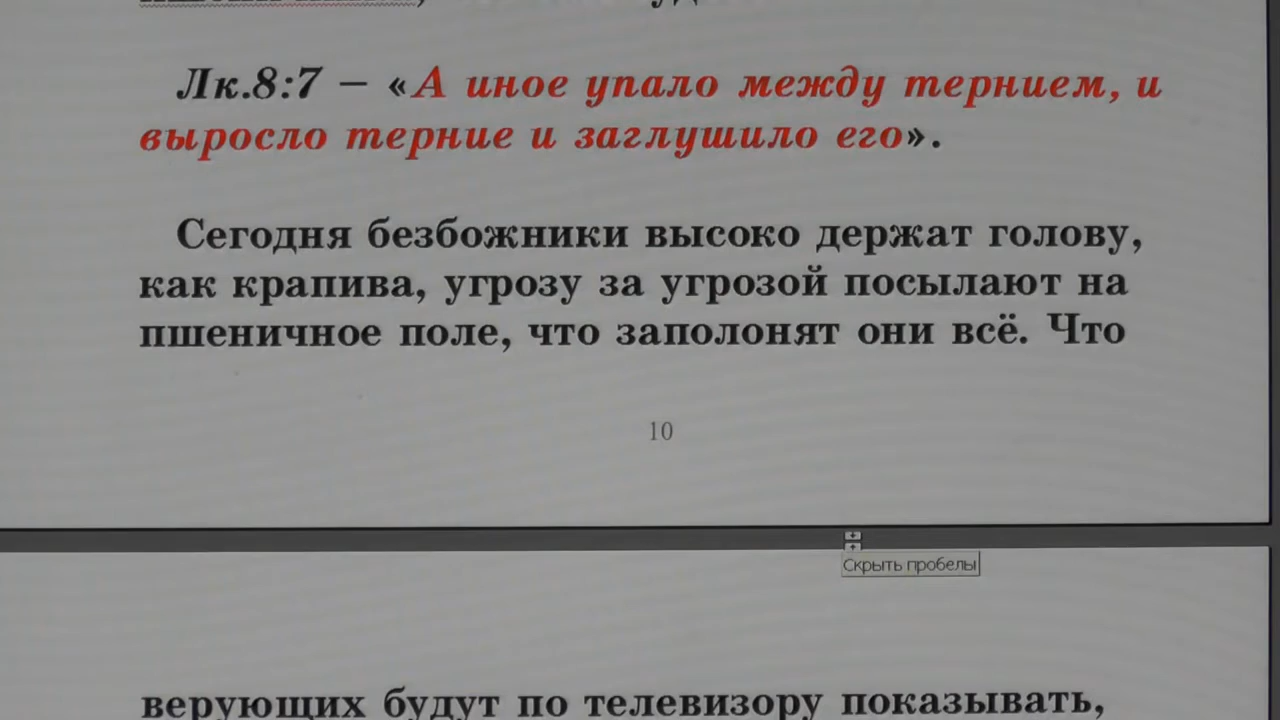 Лк.8:7 – «А иное упало между тернием, и
выросло терние и заглушило его».
Сегодня безбожники высоко держат голову,
как крапива, угрозу за угрозой посылают на
пшеничное поле, что заполонят они всё. Что
10
Скрыть пробелы
верующих будут по телевизору показывать,